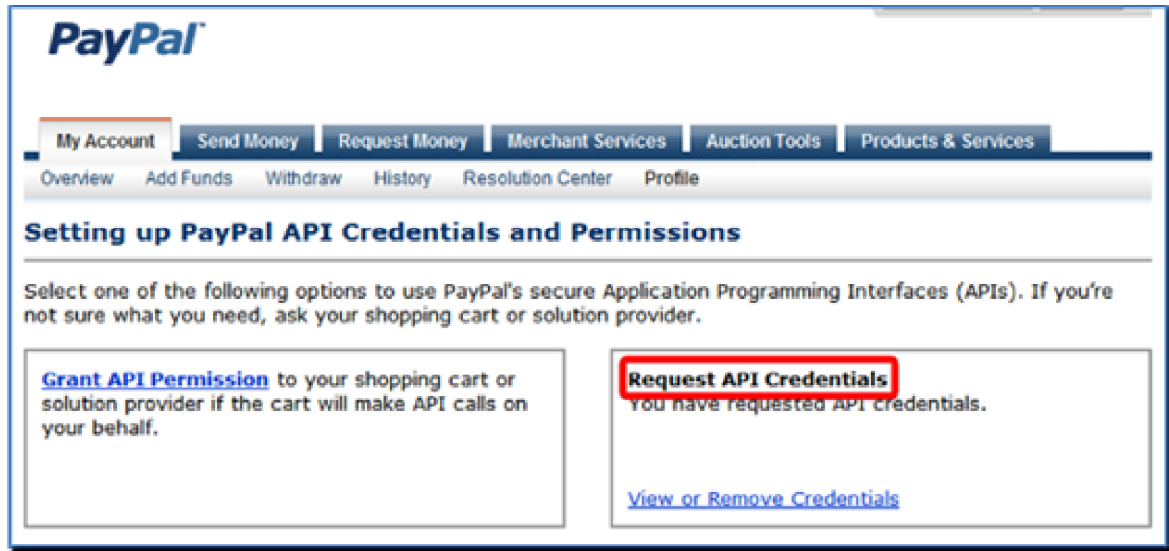 PayPal
My Account Send Money Request Money Merchant Services Auction Tools Products & Services
Overview Add Funds Withdraw History Resolution Center Profile
Setting up PayPal API Credentials and Permissions
Select one of the following options to use PayPal's secure Application Programming Interfaces (APIs). If you're
not sure what you need, ask your shopping cart or solution provider.
Grant API Permission to your shopping cart or
solution provider if the cart will make API calls on
your behalf.
Request API Credentials
You have requested API credentials.
View or Remove Credentials